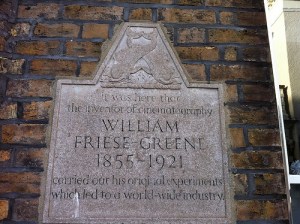 It was here that
the inventor of cinematography
WILLIAM
FRIESE-GREENE
1855-1921
carried out his original experiments
which led to a world-wide industry